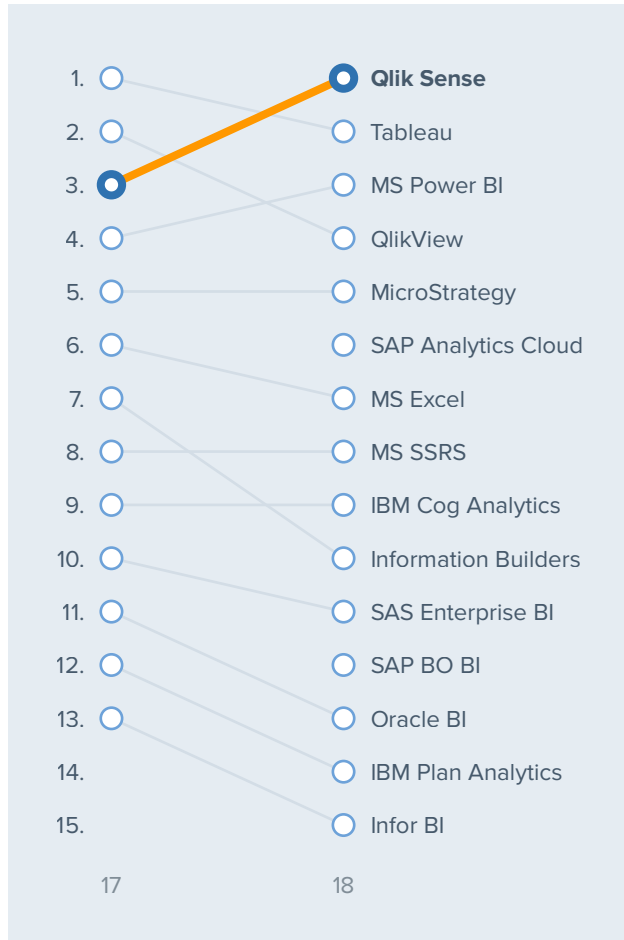 1. Qlik Sense
2. Tableau
3. MS Power BI
4. QlikView
5. MicroStrategy
6. SAP Analytics Cloud
7. MS Excel
8. MS SSRS
9. IBM Cog Analytics
10. Information Builders
11. SAS Enterprise BI
12. SAP BO BI
13. Oracle BI
14. IBM Plan Analytics
15. Infor BI
17 18